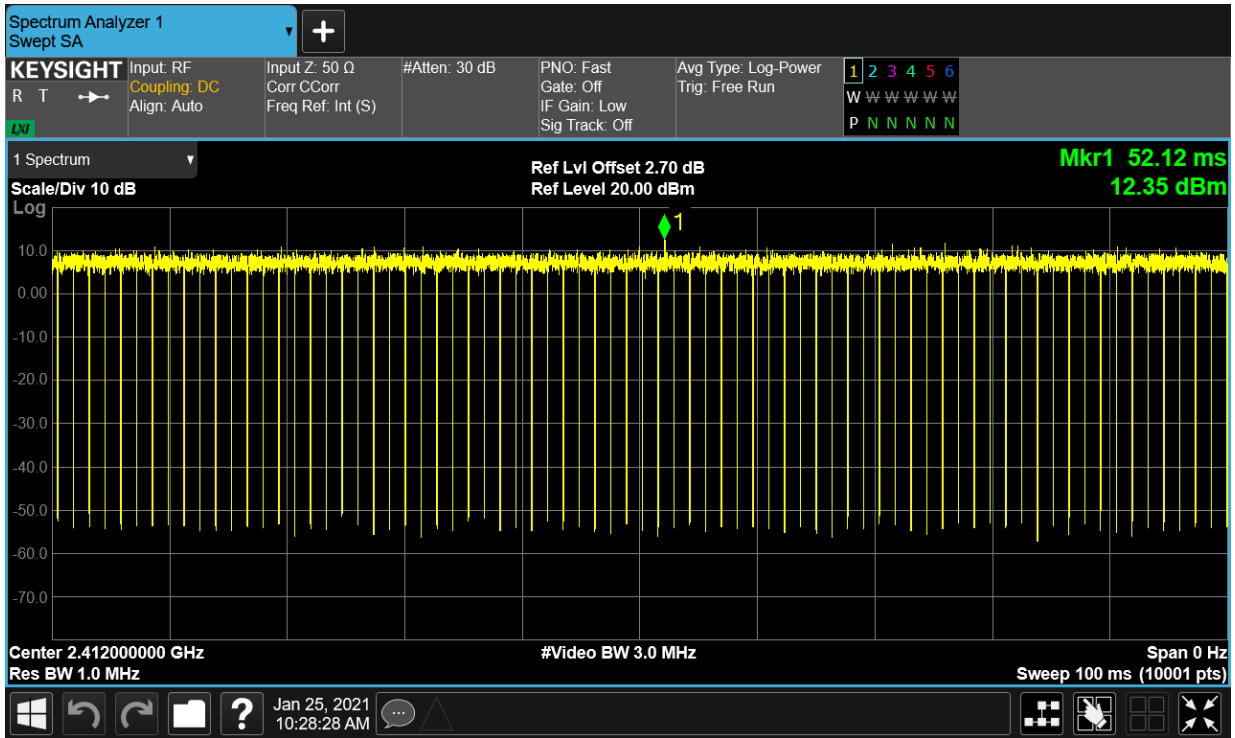 Spectrum Analyzer 1
Swept SA
KEYSIGHT
R T
LXI
Input: RF
Coupling: DC
Align: Auto
Input Z: 50 Ω
Corr CCorr
Freq Ref: Int (S)
#Atten: 30 dB
PNO: Fast
Gate: Off
IF Gain: Low
Sig Track: Off
Avg Type: Log-Power
Trig: Free Run
1 2 3 4 5 6
W W W W W W
P N N N N N
1 Spectrum
Scale/Div 10 dB
Log
Ref Lvl Offset 2.70 dB
Ref Level 20.00 dBm
Mkr1 52.12 ms
12.35 dBm
1
10.0
0.00
-10.0
-20.0
-30.0
-40.0
-50.0
-60.0
-70.0
Center 2.412000000 GHz
Res BW 1.0 MHz
#Video BW 3.0 MHz
Span 0 Hz
Sweep 100 ms (10001 pts)
?
Jan 25, 2021
10:28:28 AM